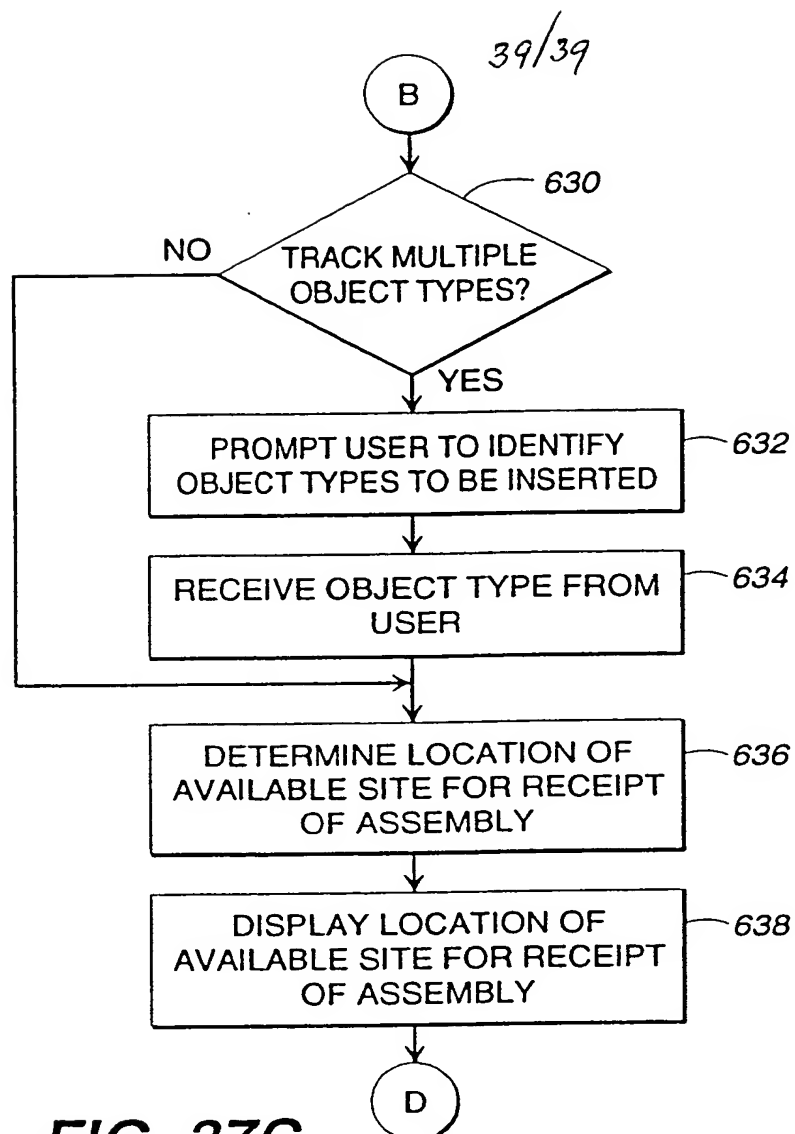 39/39
B
630
NO
TRACK MULTIPLE
OBJECT TYPES?
YES
PROMPT USER TO IDENTIFY
OBJECT TYPES TO BE INSERTED
632
RECEIVE OBJECT TYPE FROM
USER
634
DETERMINE LOCATION OF
AVAILABLE SITE FOR RECEIPT
OF ASSEMBLY
636
DISPLAY LOCATION OF
AVAILABLE SITE FOR RECEIPT
OF ASSEMBLY
638
D
FIG. 37C